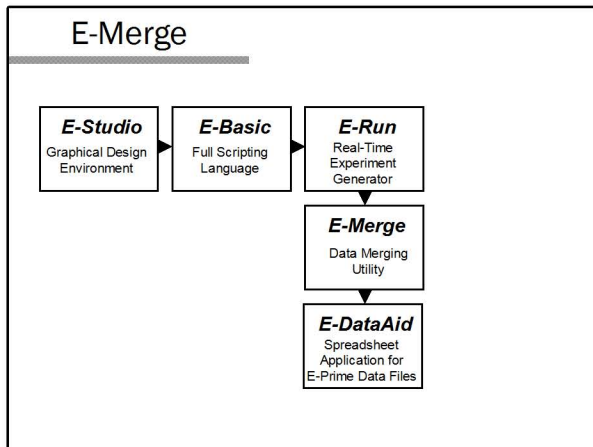 E-Merge
E-Studio
Graphical Design
Environment
E-Basic
Full Scripting
Language
E-Run
Real-Time
Experiment
Generator
E-Merge
Data Merging
Utility
E-DataAid
Spreadsheet
Application for
E-Prime Data Files